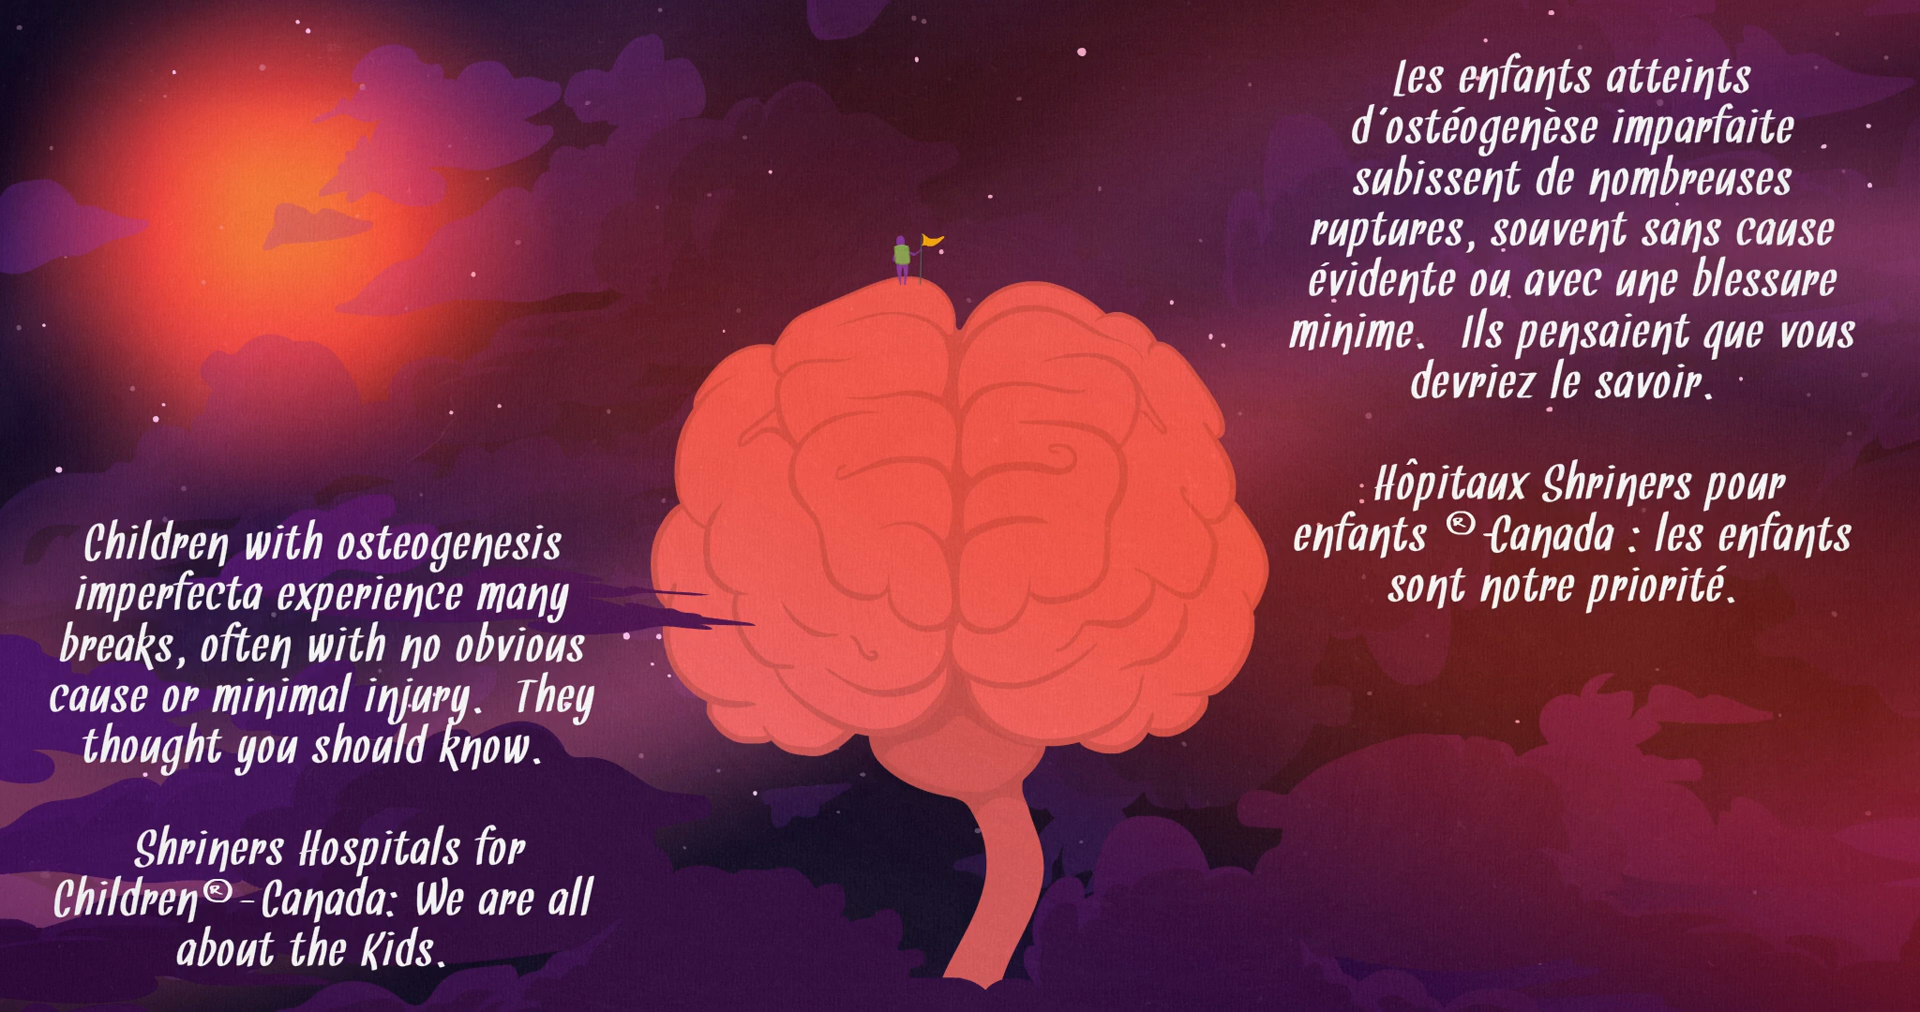 Children with osteogenesis
imperfecta experience many
breaks, often with no obvious
cause or minimal injury. They
thought you should know.
Shriners Hospitals for
Children® -Canada: We are all
about the Kids.
Les enfants atteints
d'ostéogenèse imparfaite
subissent de nombreuses
ruptures, souvent sans cause
évidente ou avec une blessure
minime. Ils pensaient que vous
devriez le savoir.
Hôpitaux Shriners pour
enfants ®-Canada : les enfants
sont notre priorité.